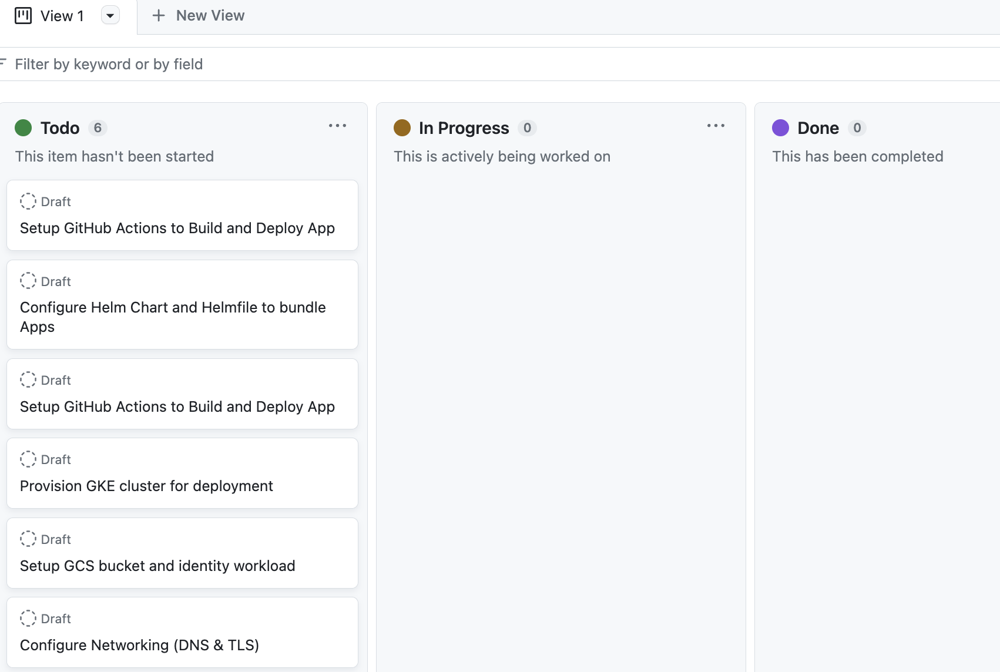 View 1
New View
Filter by keyword or by field
Todo 6
This item hasn't been started
Draft
Setup GitHub Actions to Build and Deploy App
Draft
Configure Helm Chart and Helmfile to bundle
Apps
Draft
Setup GitHub Actions to Build and Deploy App
Draft
Provision GKE cluster for deployment
Draft
Setup GCS bucket and identity workload
Draft
Configure Networking (DNS & TLS)
In Progress 0
This is actively being worked on
Done 0
This has been completed